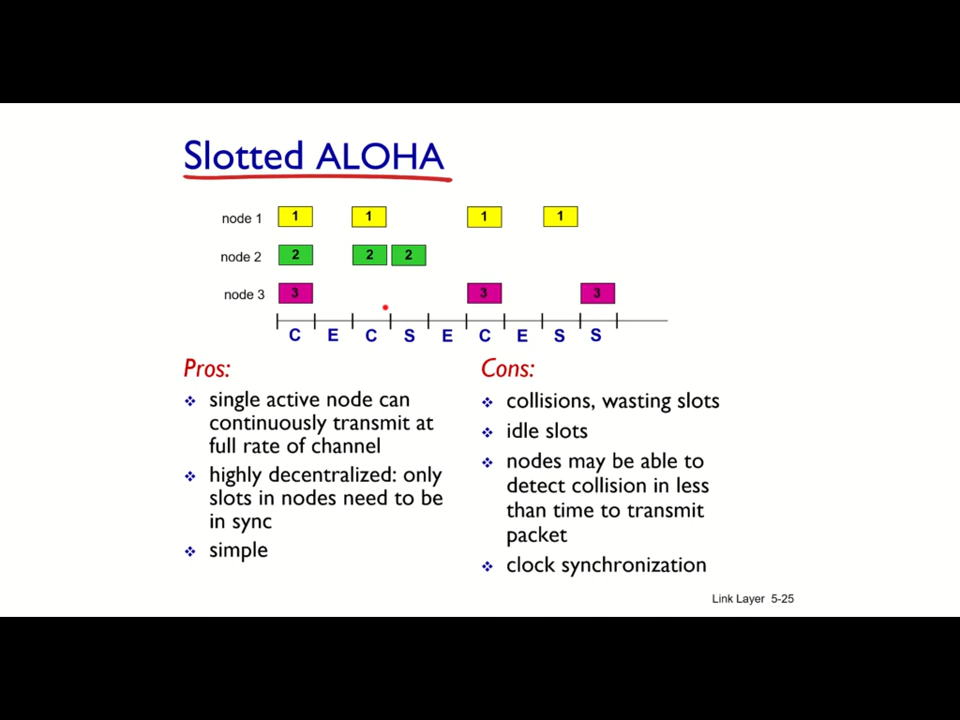 Slotted ALOHA
node 1 1 1 1 1
node 2 2 2 2
node 3 3 3 3
C E C S E C E S S
Pros:
single active node can
continuously transmit at
full rate of channel
highly decentralized: only
slots in nodes need to be
in sync
simple
Cons:
collisions, wasting slots
idle slots
nodes may be able to
detect collision in less
than time to transmit
packet
clock synchronization
Link Layer 5-25